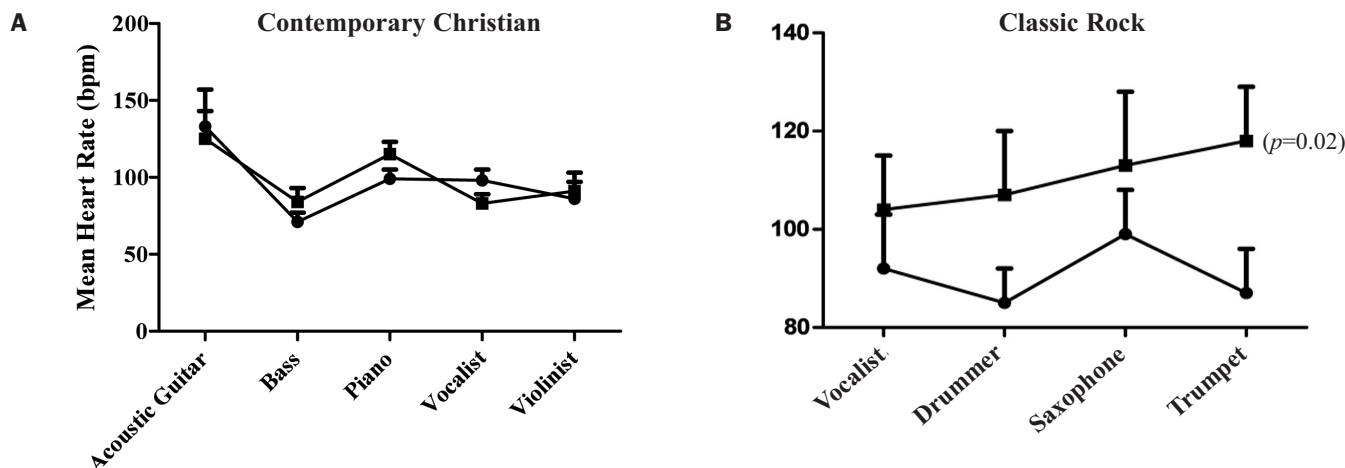 A
Contemporary Christian
Mean Heart Rate (bpm)
200
150
100
50
0
Acoustic Guitar
Bass
Piano
Vocalist
Violinist
B
Classic Rock
140
120
100
80
(p=0.02)
Vocalist
Drummer
Saxophone
Trumpet